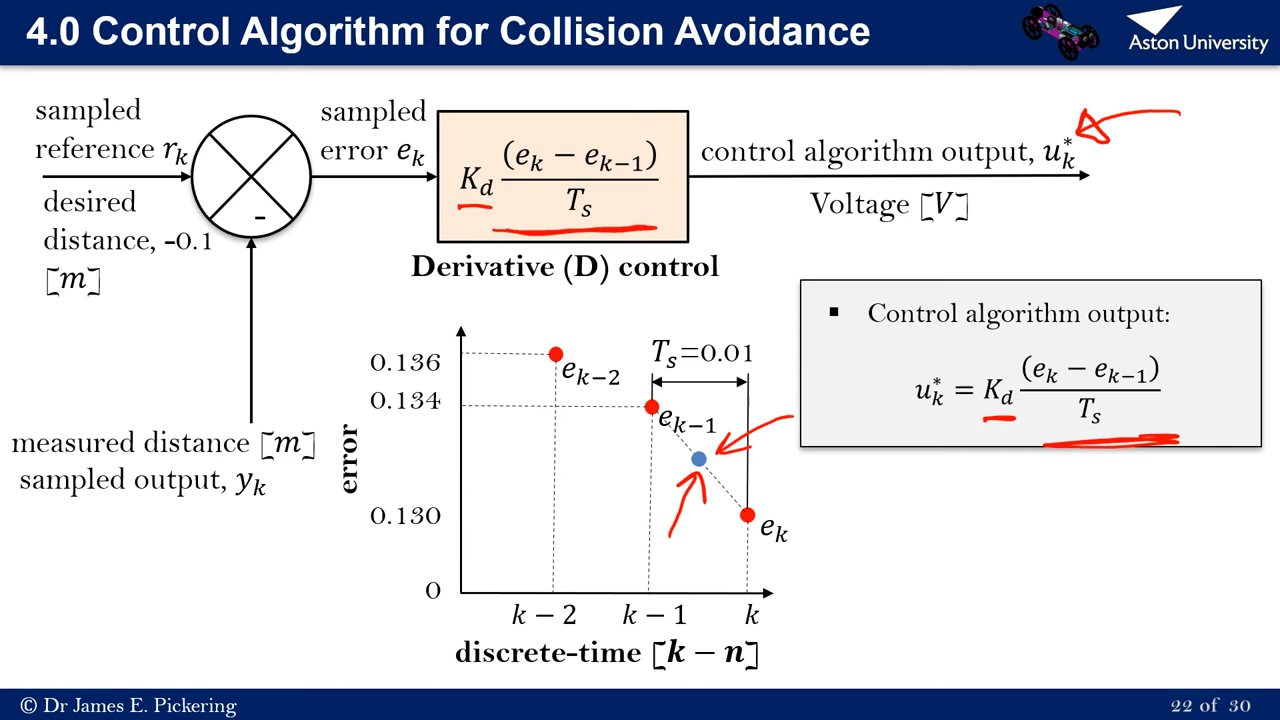 4.0 Control Algorithm for Collision Avoidance
Aston University
sampled
reference r_k
desired
distance, -0.1
[m]
-
sampled
error e_k
K_d (e_k − e_{k−1}) / T_s
Derivative (D) control
control algorithm output, u_k^*
Voltage [V]
measured distance [m]
sampled output, y_k
▪ Control algorithm output:
u_k^* = K_d (e_k − e_{k−1}) / T_s
error
0.136
0.134
0.130
0
e_{k−2}
T_s=0.01
e_{k−1}
e_k
k − 2
k − 1
k
discrete-time [k − n]
© Dr James E. Pickering
22 of 30